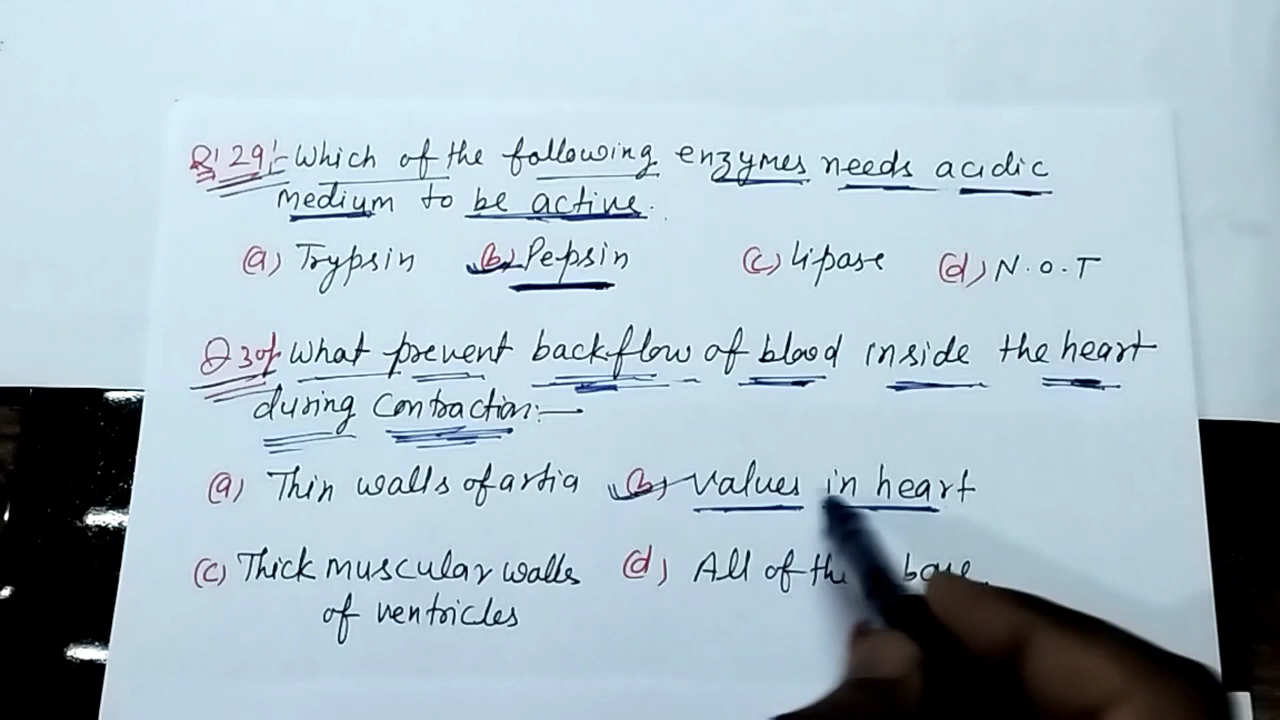 Q!29:- Which of the following enzymes needs acidic
medium to be active.
(a) Trypsin (b) Pepsin (c) Lipase (d) N.O.T
Q30:- What prevent backflow of blood inside the heart
during contraction:—
(a) Thin walls of artia (b) Values in heart
(c) Thick muscular walls (d) All of the
of ventricles